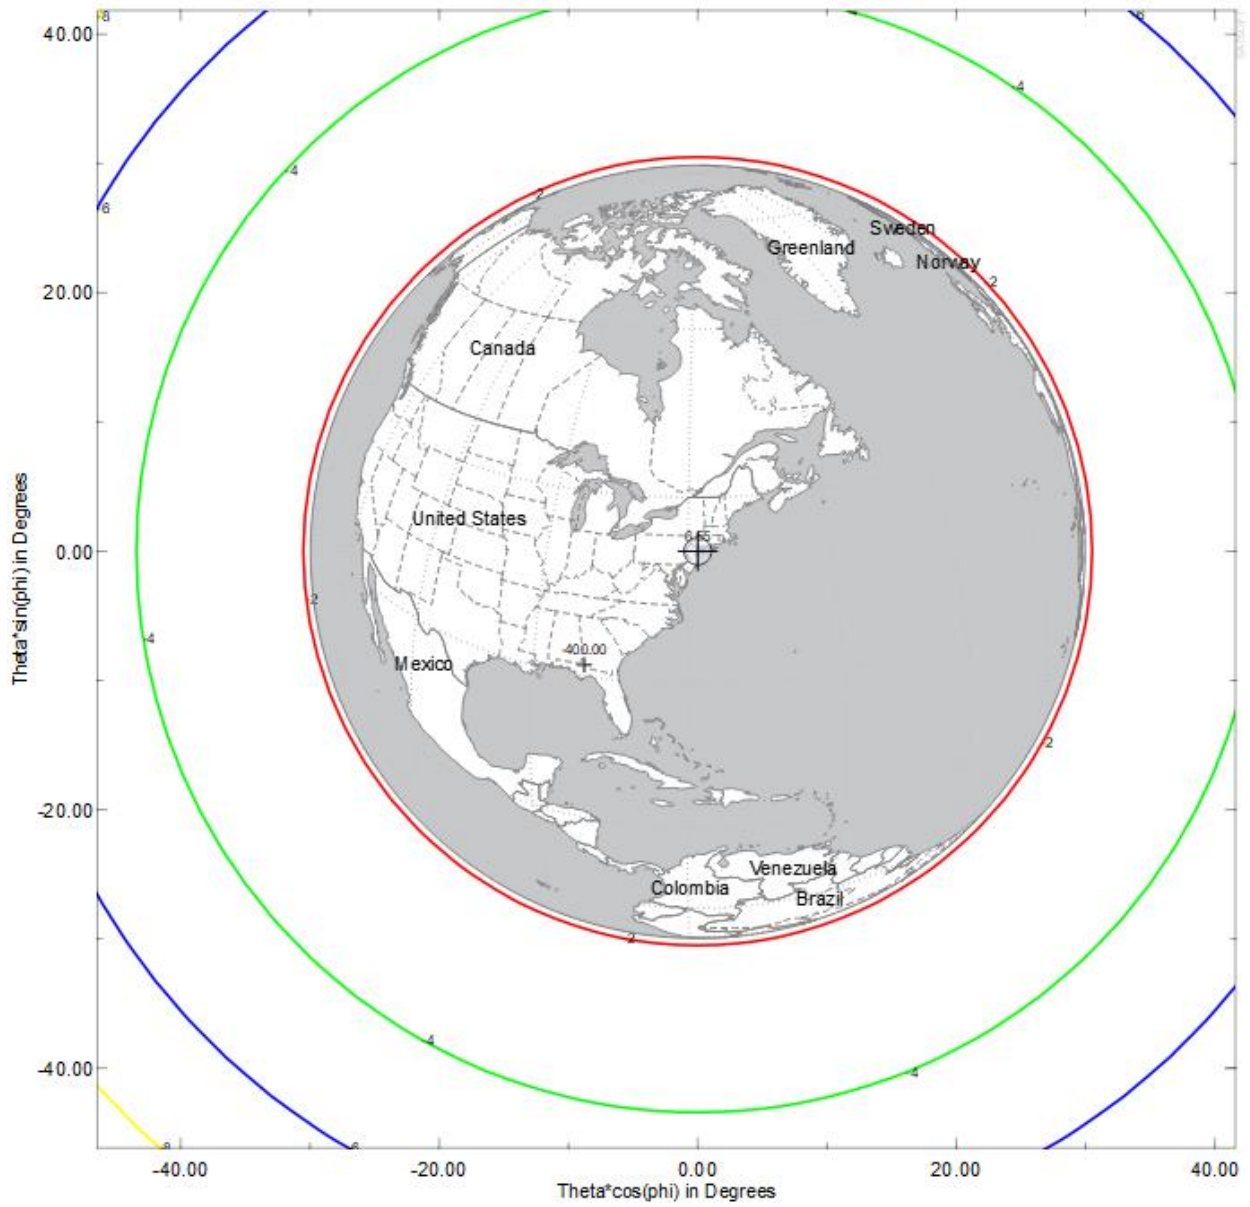 -8
-6
40.00
-4
-4
2
Sweden
Greenland
Norway
-6
2
20.00
Canada
United States
6.55
Theta*sin(phi) in Degrees
0.00
2
-4
-400.00
Mexico
2
-20.00
Venezuela
Colombia
Brazil
2
-4
-40.00
-4
-8
-6
-40.00
-20.00
0.00
20.00
40.00
Theta*cos(phi) in Degrees